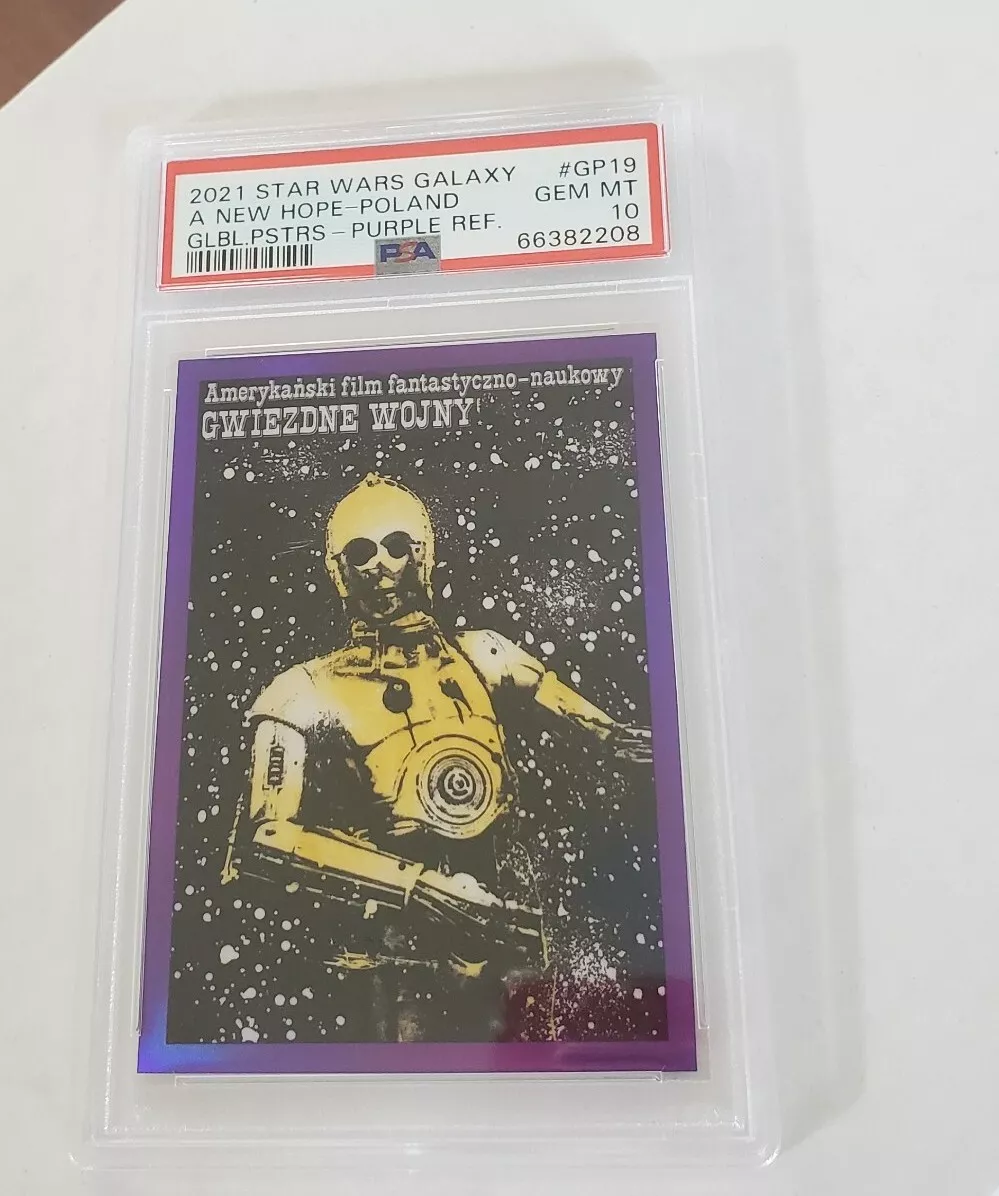 2021 STAR WARS GALAXY #GP19
A NEW HOPE-POLAND GEM MT
GLBL.PSTRS-PURPLE REF. 10
PSA 66382208
Amerykański film fantastyczno-naukowy
GWIEZDNE WOJNY